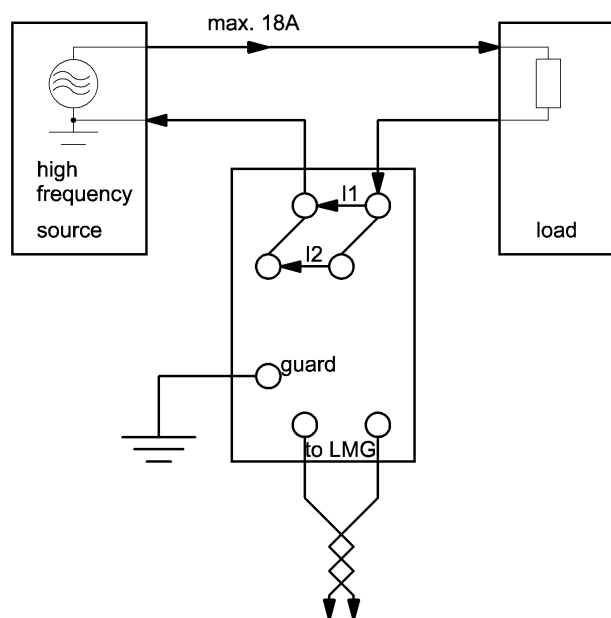 max. 18A
high
frequency
source
load
I1
I2
guard
to LMG